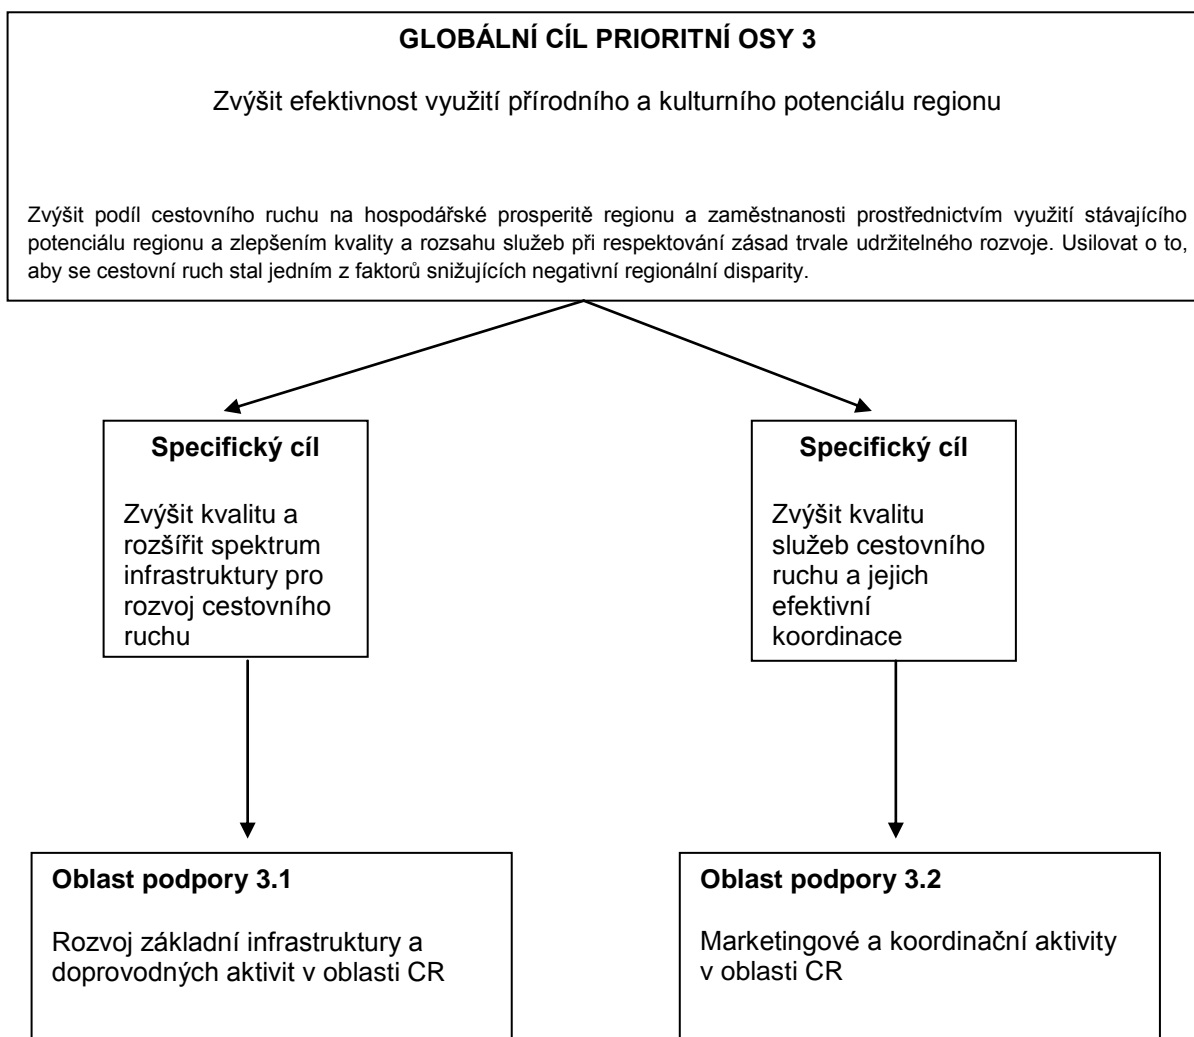 GLOBÁLNÍ CÍL PRIORITNÍ OSY 3
Zvýšit efektivnost využití přírodního a kulturního potenciálu regionu
Zvýšit podíl cestovního ruchu na hospodářské prosperitě regionu a zaměstnanosti prostřednictvím využití stávajícího
potenciálu regionu a zlepšením kvality a rozsahu služeb při respektování zásad trvale udržitelného rozvoje. Usilovat o to,
aby se cestovní ruch stal jedním z faktorů snižujících negativní regionální disparity.
Specifický cíl
Zvýšit kvalitu a
rozšířit spektrum
infrastruktury pro
rozvoj cestovního
ruchu
Specifický cíl
Zvýšit kvalitu
služeb cestovního
ruchu a jejich
efektivní
koordinace
Oblast podpory 3.1
Rozvoj základní infrastruktury a
doprovodných aktivit v oblasti CR
Oblast podpory 3.2
Marketingové a koordinační aktivity
v oblasti CR